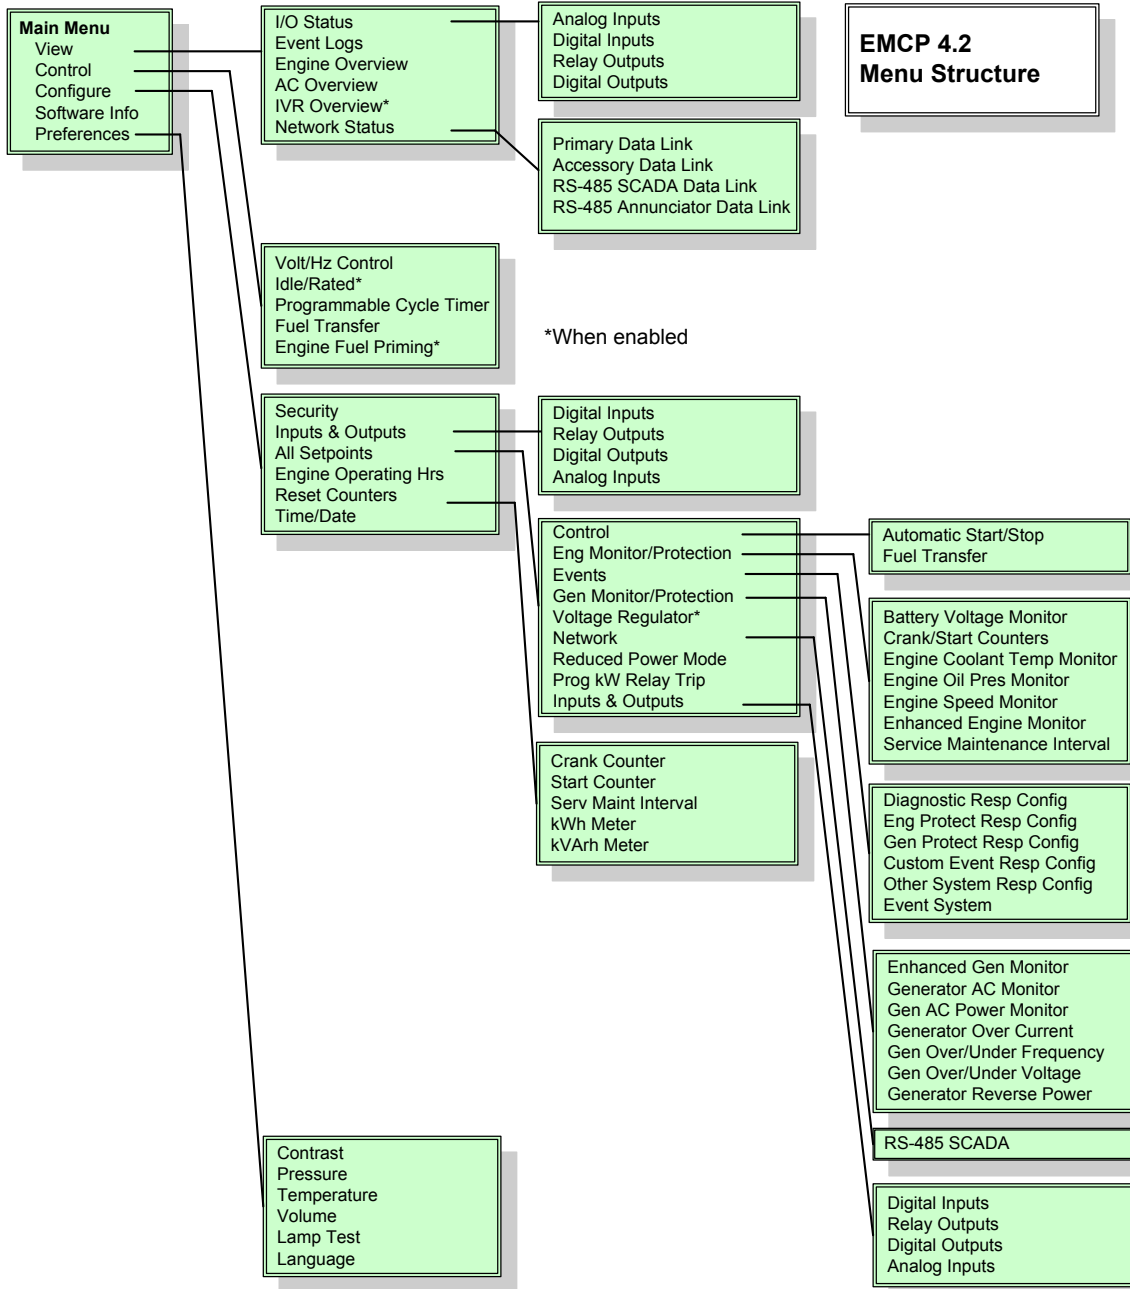 Main Menu
View
Control
Configure
Software Info
Preferences
I/O Status
Event Logs
Engine Overview
AC Overview
IVR Overview*
Network Status
Analog Inputs
Digital Inputs
Relay Outputs
Digital Outputs
EMCP 4.2
Menu Structure
Primary Data Link
Accessory Data Link
RS-485 SCADA Data Link
RS-485 Annunciator Data Link
Volt/Hz Control
Idle/Rated*
Programmable Cycle Timer
Fuel Transfer
Engine Fuel Priming*
*When enabled
Security
Inputs & Outputs
All Setpoints
Engine Operating Hrs
Reset Counters
Time/Date
Digital Inputs
Relay Outputs
Digital Outputs
Analog Inputs
Control
Eng Monitor/Protection
Events
Gen Monitor/Protection
Voltage Regulator*
Network
Reduced Power Mode
Prog kW Relay Trip
Inputs & Outputs
Automatic Start/Stop
Fuel Transfer
Battery Voltage Monitor
Crank/Start Counters
Engine Coolant Temp Monitor
Engine Oil Pres Monitor
Engine Speed Monitor
Enhanced Engine Monitor
Service Maintenance Interval
Crank Counter
Start Counter
Serv Maint Interval
kWh Meter
kVArh Meter
Diagnostic Resp Config
Eng Protect Resp Config
Gen Protect Resp Config
Custom Event Resp Config
Other System Resp Config
Event System
Enhanced Gen Monitor
Generator AC Monitor
Gen AC Power Monitor
Generator Over Current
Gen Over/Under Frequency
Gen Over/Under Voltage
Generator Reverse Power
RS-485 SCADA
Contrast
Pressure
Temperature
Volume
Lamp Test
Language
Digital Inputs
Relay Outputs
Digital Outputs
Analog Inputs